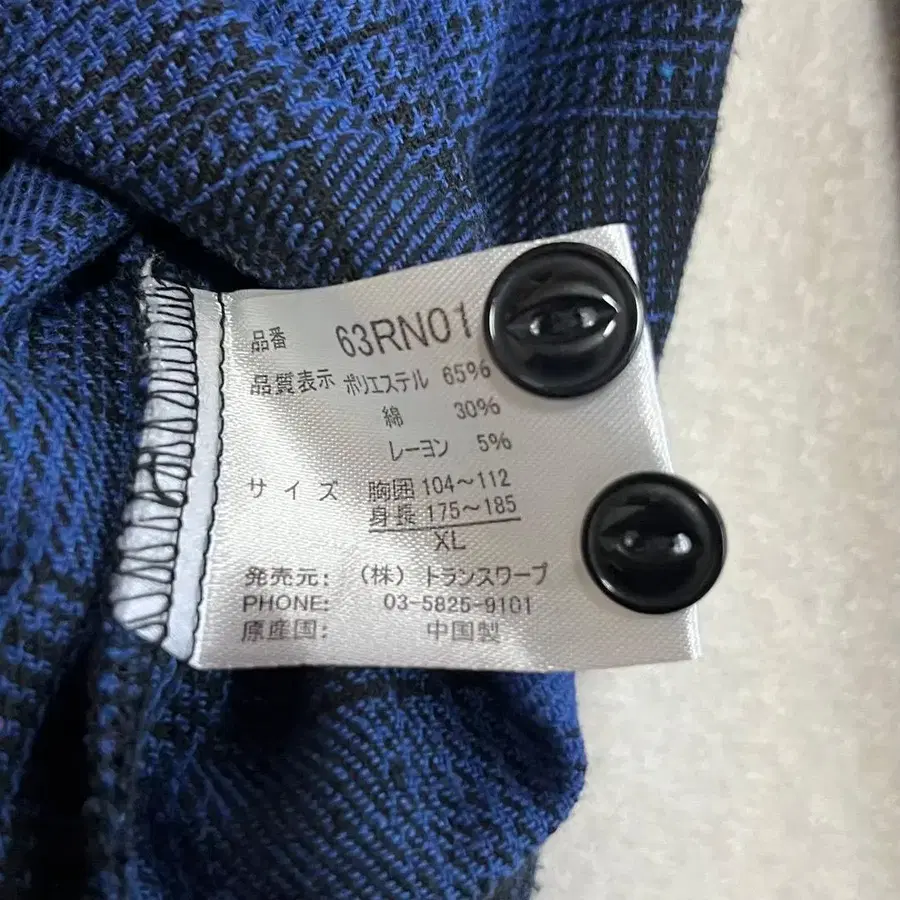 品番 63RN01
品質表示 ポリエステル 65%
綿 30%
レーヨン 5%
サイズ 胸囲 104～112
身長 175～185
XL
発売元: (株) トランスワープ
PHONE: 03-5825-9101
原産国: 中国製